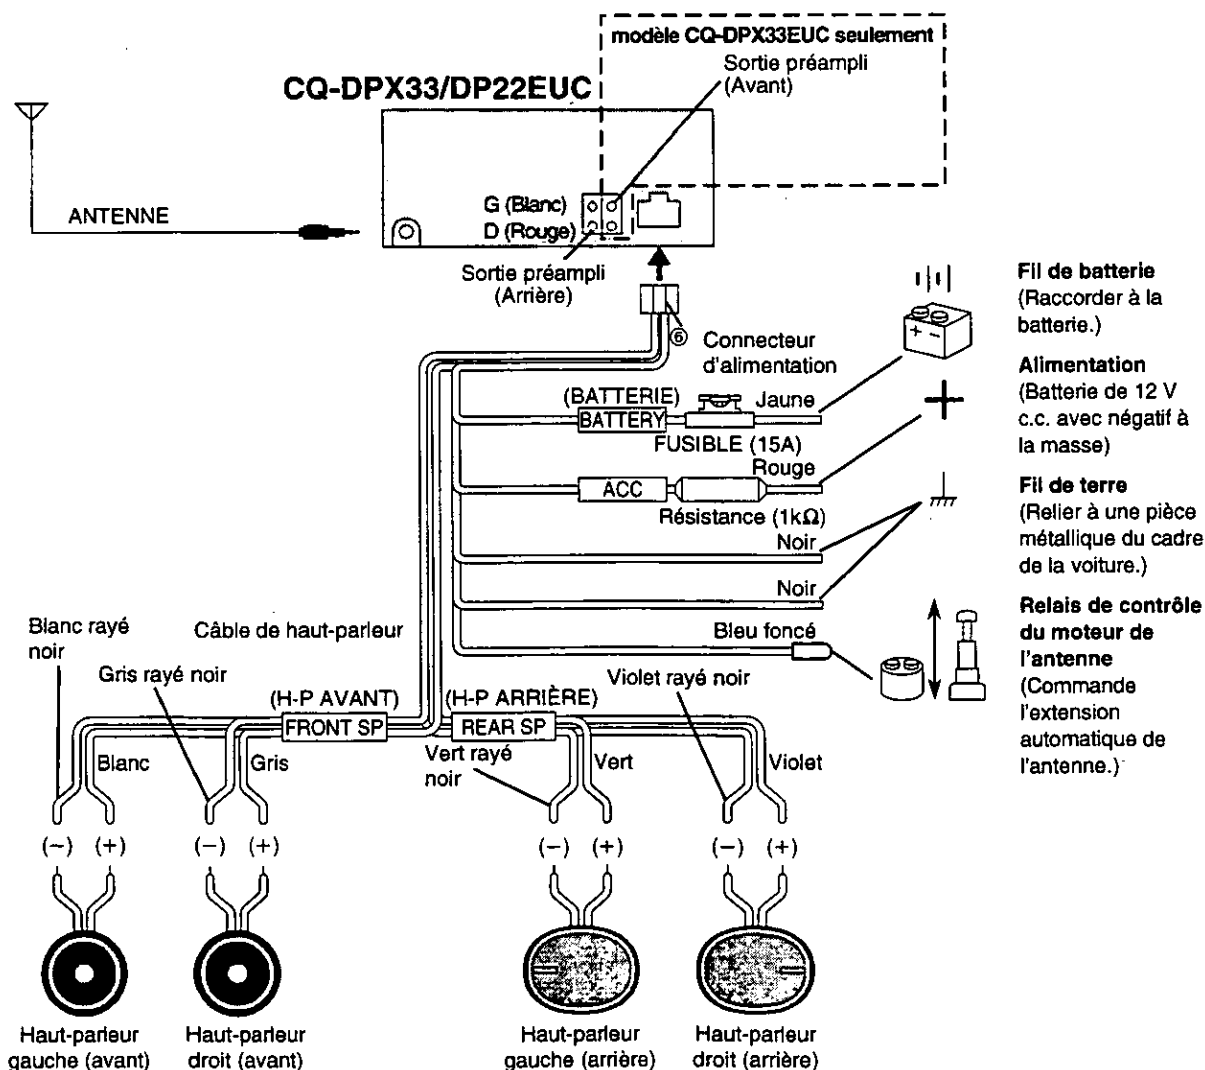 modèle CQ-DPX33EUC seulement
Sortie préampli
(Avant)
CQ-DPX33/DP22EUC
ANTENNE
G (Blanc)
D (Rouge)
Sortie préampli
(Arrière)
⑥
Connecteur
d'alimentation
(BATTERIE)
BATTERY
Jaune
FUSIBLE (15A)
Rouge
ACC
Résistance (1kΩ)
Noir
Noir
Bleu foncé
Fil de batterie
(Raccorder à la
batterie.)
Alimentation
(Batterie de 12 V
c.c. avec négatif à
la masse)
Fil de terre
(Relier à une pièce
métallique du cadre
de la voiture.)
Relais de contrôle
du moteur de
l'antenne
(Commande
l'extension
automatique de
l'antenne.)
Blanc rayé
noir
Câble de haut-parleur
Gris rayé noir
(H-P AVANT)
FRONT SP
(H-P ARRIÈRE)
REAR SP
Violet rayé noir
Blanc
Gris
Vert rayé
noir
Vert
Violet
(−) (+) (−) (+) (−) (+) (−) (+)
Haut-parleur
gauche (avant)
Haut-parleur
droit (avant)
Haut-parleur
gauche (arrière)
Haut-parleur
droit (arrière)